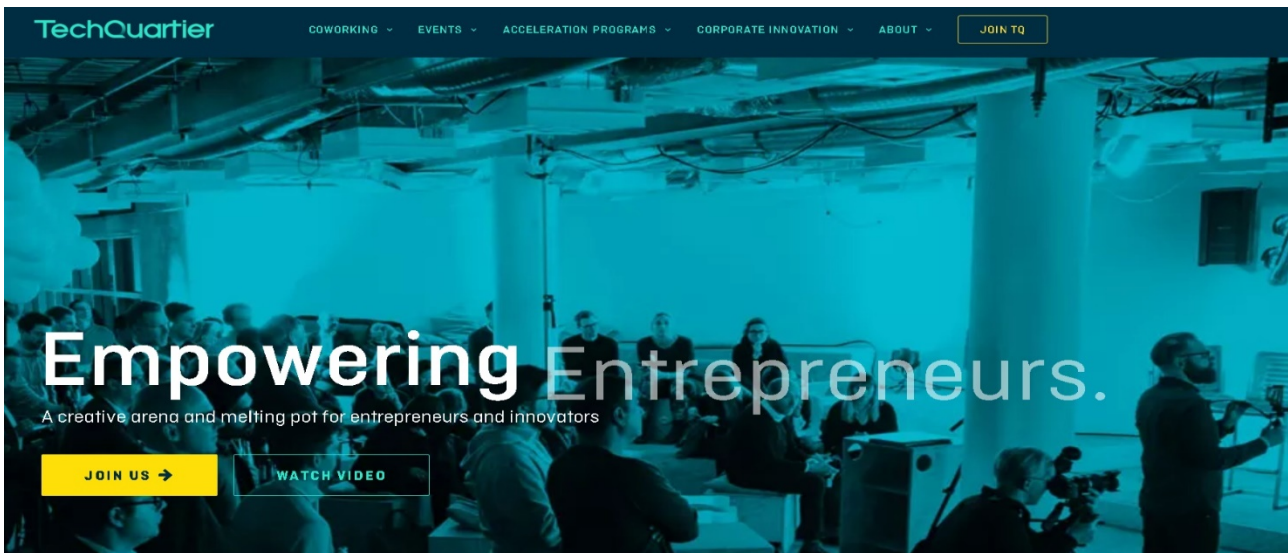 TechQuartier
COWORKING EVENTS ACCELERATION PROGRAMS CORPORATE INNOVATION ABOUT JOIN TQ
Empowering Entrepreneurs.
A creative arena and melting pot for entrepreneurs and innovators
JOIN US → WATCH VIDEO